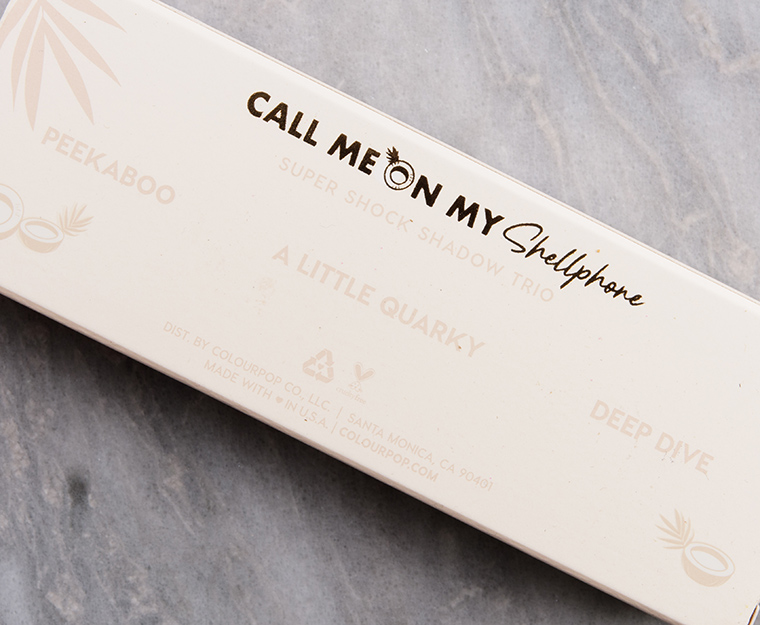 CALL ME ON MY Shellphone
SUPER SHOCK SHADOW TRIO
PEEKABOO
A LITTLE QUARKY
DEEP DIVE
DIST. BY COLOURPOP CO., LLC. | SANTA MONICA, CA 90401
MADE WITH ♥ IN U.S.A. | COLOURPOP.COM